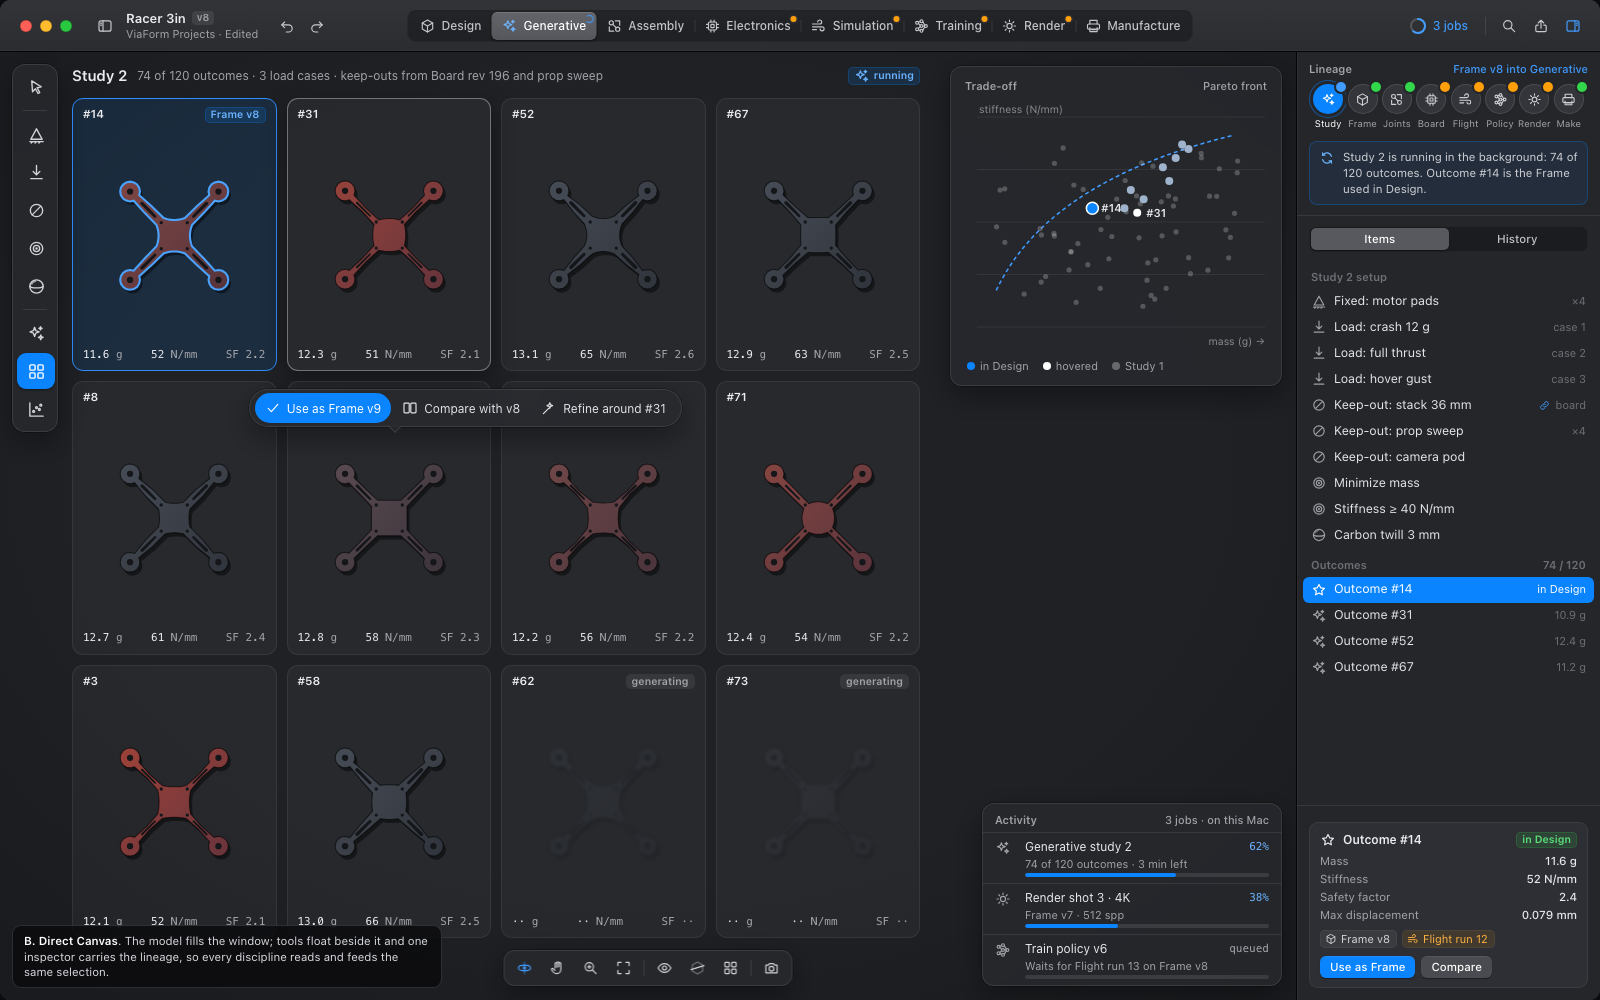 Racer 3in v8
ViaForm Projects · Edited
Design
Generative
Assembly
Electronics
Simulation
Training
Render
Manufacture
3 jobs
Study 2 74 of 120 outcomes · 3 load cases · keep-outs from Board rev 196 and prop sweep
running
#14 Frame v8
11.6 g 52 N/mm SF 2.2
#31
12.3 g 51 N/mm SF 2.1
#52
13.1 g 65 N/mm SF 2.6
#67
12.9 g 63 N/mm SF 2.5
Use as Frame v9
Compare with v8
Refine around #31
#8
12.7 g 61 N/mm SF 2.4
12.8 g 58 N/mm SF 2.3
12.2 g 56 N/mm SF 2.2
#71
12.4 g 54 N/mm SF 2.2
#3
12.1 g 52 N/mm SF 2.1
#58
13.0 g 66 N/mm SF 2.5
#62 generating
·· g ·· N/mm SF ··
#73 generating
·· g ·· N/mm SF ··
B. Direct Canvas. The model fills the window; tools float beside it and one
inspector carries the lineage, so every discipline reads and feeds the
same selection.
Trade-off Pareto front
stiffness (N/mm)
#14
#31
mass (g) →
in Design
hovered
Study 1
Activity 3 jobs · on this Mac
Generative study 2 62%
74 of 120 outcomes · 3 min left
Render shot 3 · 4K 38%
Frame v7 · 512 spp
Train policy v6 queued
Waits for Flight run 13 on Frame v8
Lineage Frame v8 into Generative
Study Frame Joints Board Flight Policy Render Make
Study 2 is running in the background: 74 of
120 outcomes. Outcome #14 is the Frame
used in Design.
Items History
Study 2 setup
Fixed: motor pads ×4
Load: crash 12 g case 1
Load: full thrust case 2
Load: hover gust case 3
Keep-out: stack 36 mm board
Keep-out: prop sweep ×4
Keep-out: camera pod
Minimize mass
Stiffness ≥ 40 N/mm
Carbon twill 3 mm
Outcomes 74 / 120
Outcome #14 in Design
Outcome #31 10.9 g
Outcome #52 12.4 g
Outcome #67 11.2 g
Outcome #14 in Design
Mass 11.6 g
Stiffness 52 N/mm
Safety factor 2.4
Max displacement 0.079 mm
Frame v8
Flight run 12
Use as Frame
Compare